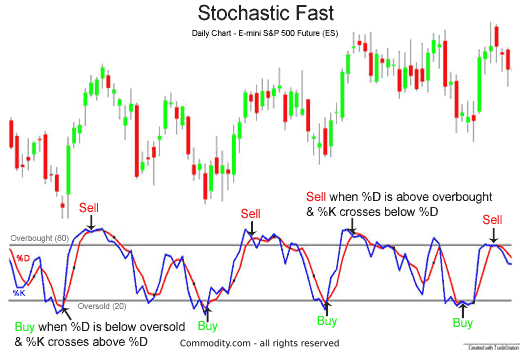 Stochastic Fast
Daily Chart - E-mini S&P 500 Future (ES)
Sell when %D is above overbought
& %K crosses below %D
Sell
Sell
Sell
Overbought (80)
%D
%K
Oversold (20)
Buy when %D is below oversold
& %K crosses above %D
Buy
Buy
Buy
Commodity.com - all rights reserved
Created with TradeStation